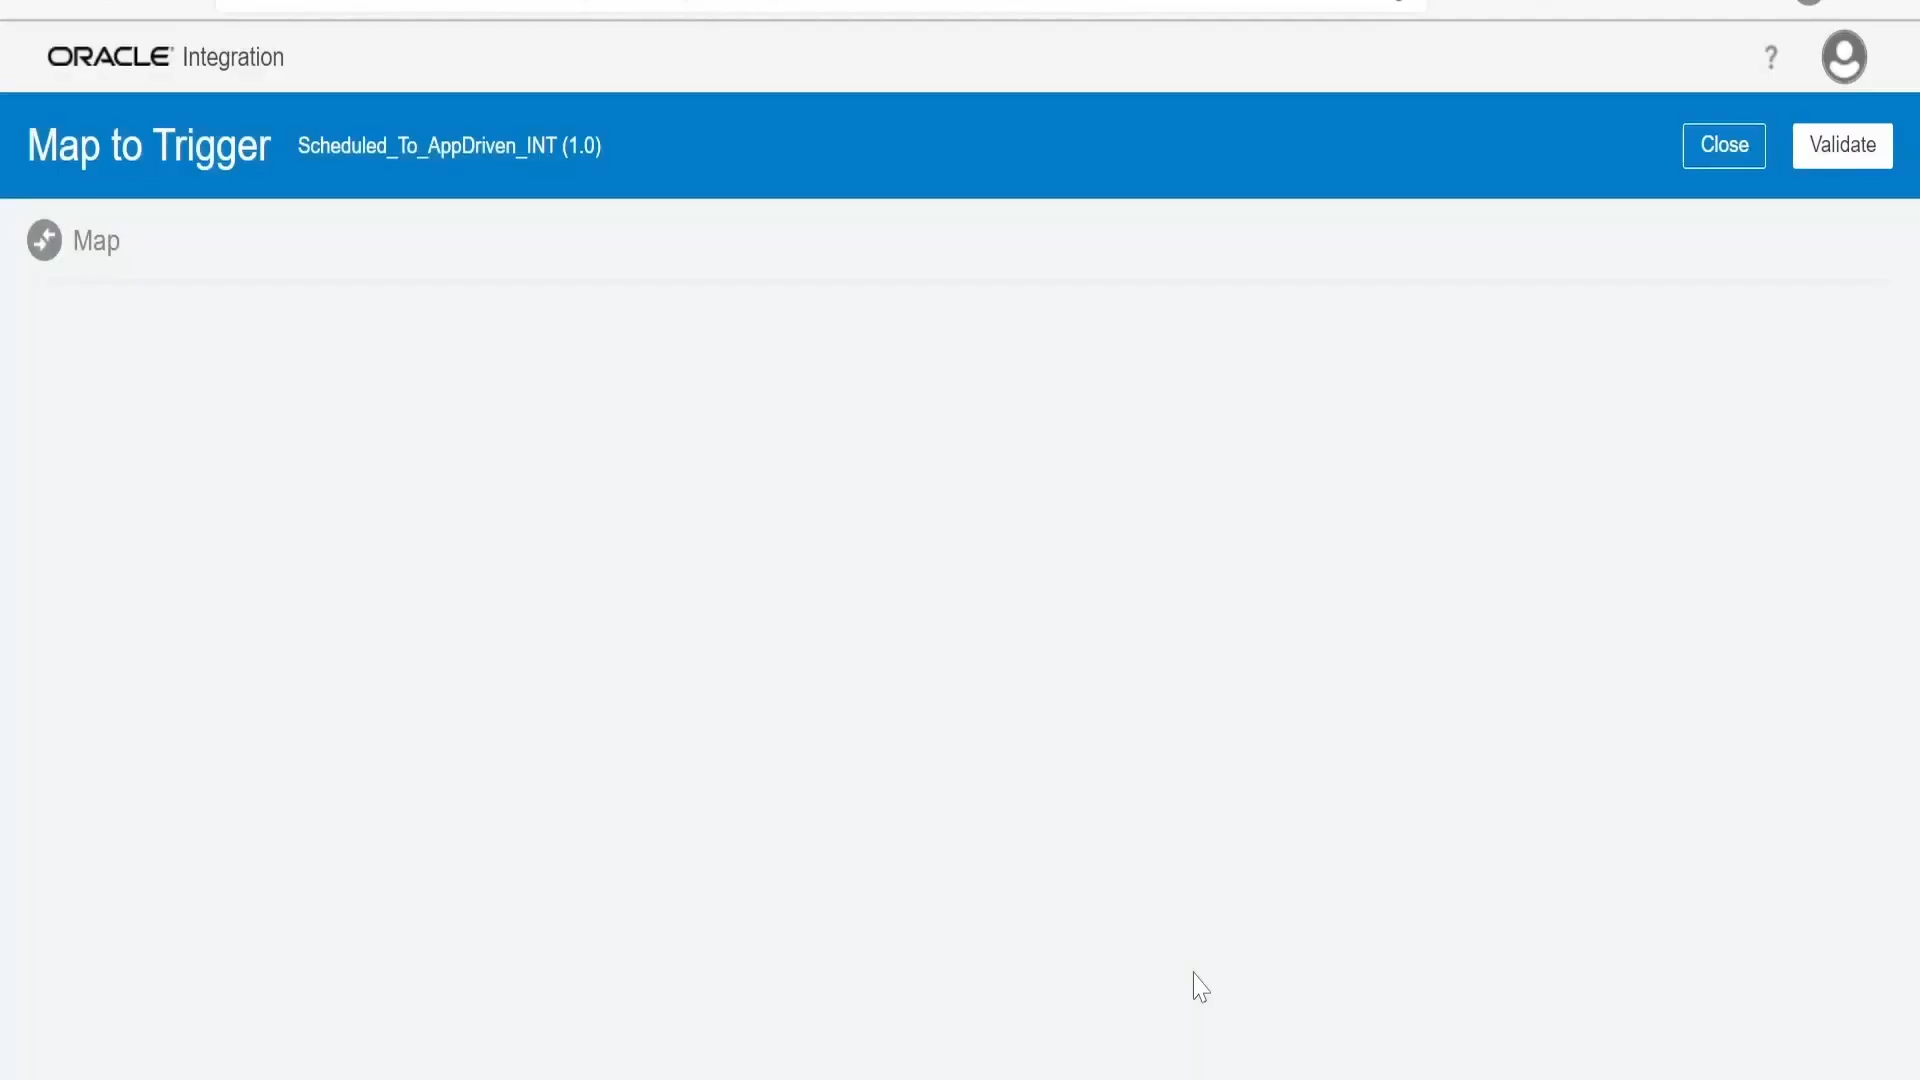 ORACLE Integration
?
Map to Trigger Scheduled_To_AppDriven_INT (1.0)
Close
Validate
Map